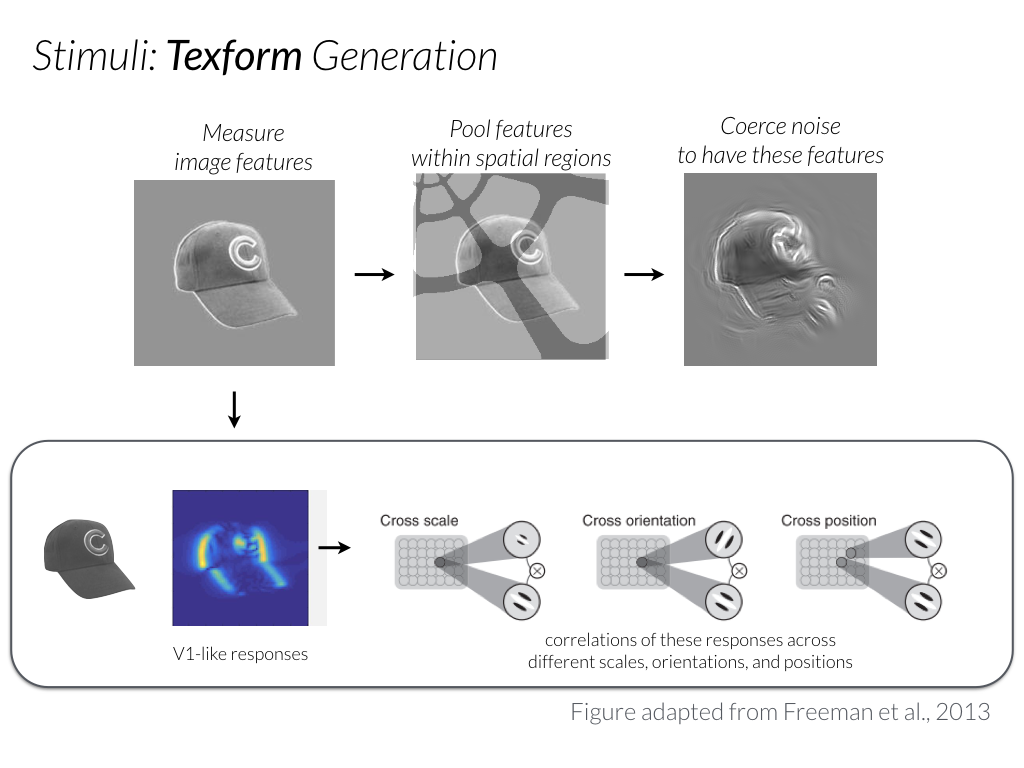 Stimuli: Texform Generation
Measure
image features
Pool features
within spatial regions
Coerce noise
to have these features
C
C
C
V1-like responses
Cross scale
Cross orientation
Cross position
correlations of these responses across
different scales, orientations, and positions
Figure adapted from Freeman et al., 2013